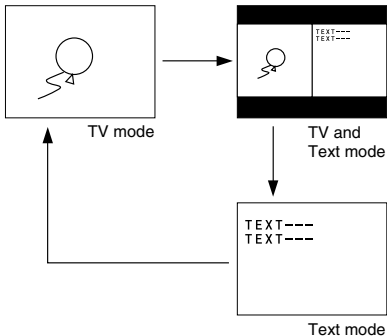 TEXT---
TEXT---
TV mode
TV and
Text mode
TEXT---
TEXT---
Text mode